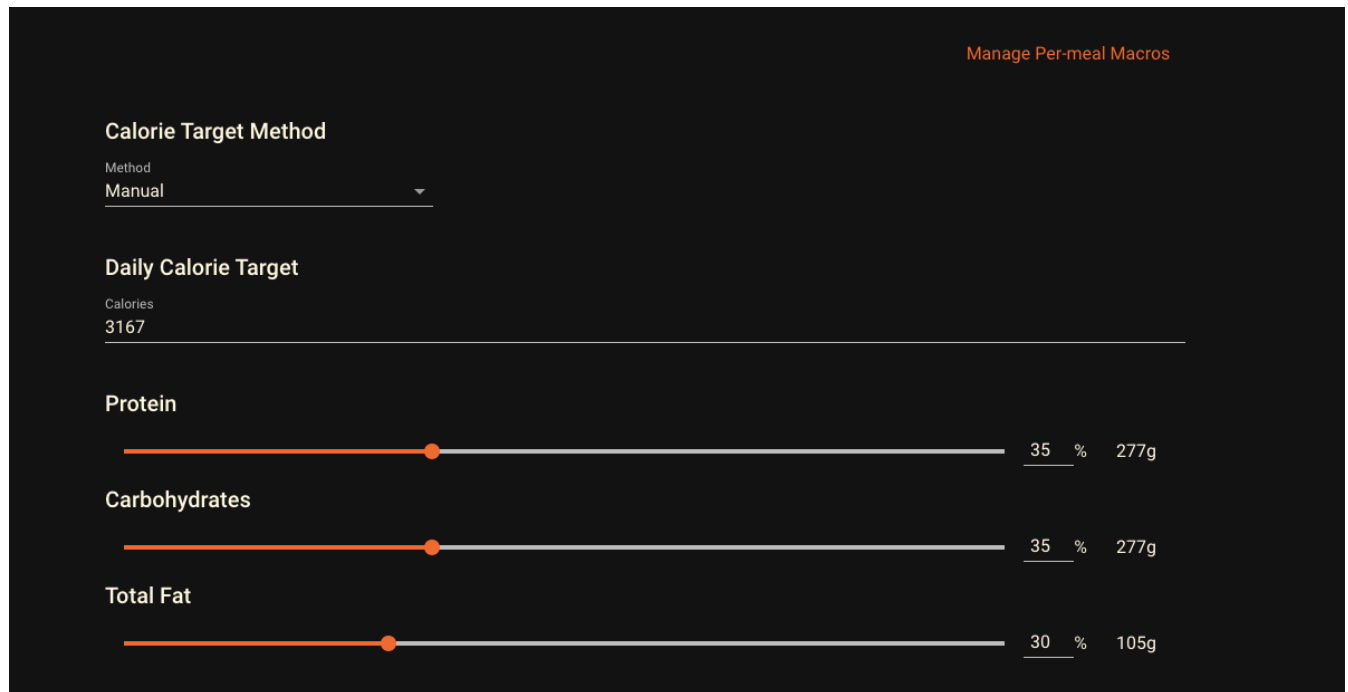 Manage Per-meal Macros
Calorie Target Method
Method
Manual
Daily Calorie Target
Calories
3167
Protein
35 % 277g
Carbohydrates
35 % 277g
Total Fat
30 % 105g